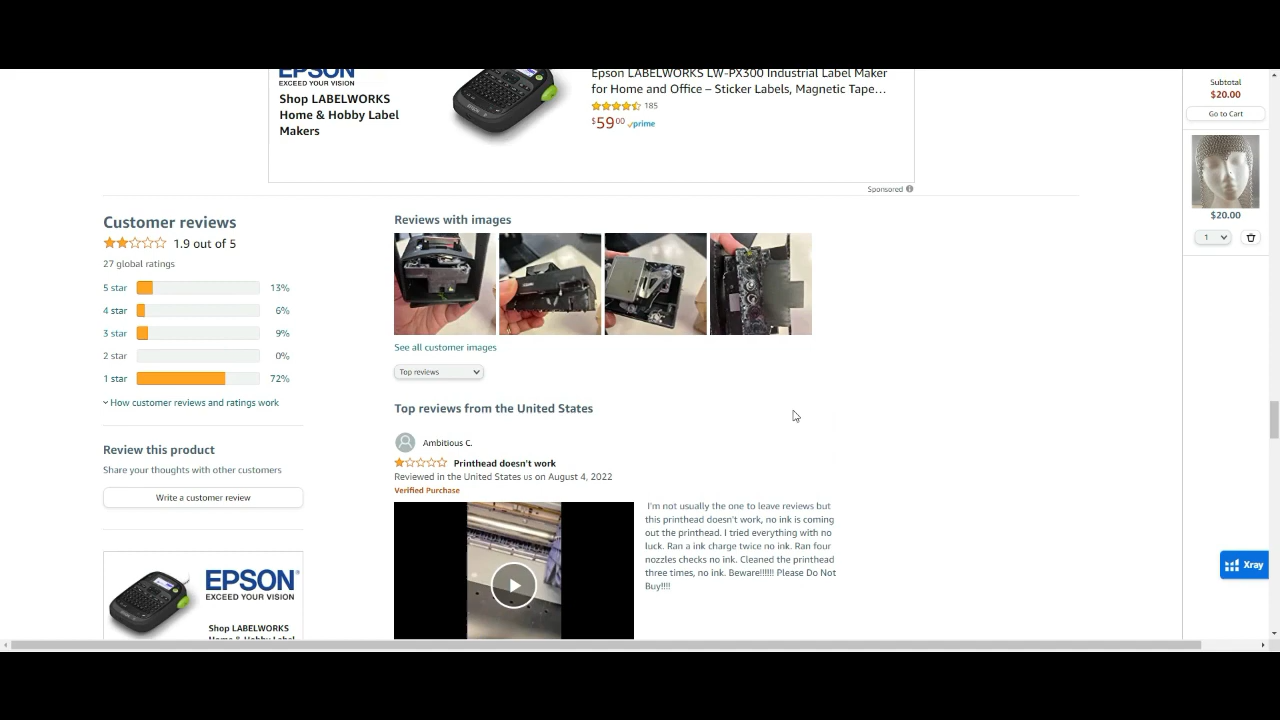 EPSON
EXCEED YOUR VISION
Shop LABELWORKS
Home & Hobby Label
Makers
Epson LABELWORKS LW-PX300 Industrial Label Maker
for Home and Office – Sticker Labels, Magnetic Tape…
185
$59.00 prime
Sponsored
Subtotal
$20.00
Go to Cart
$20.00
1
Customer reviews
1.9 out of 5
27 global ratings
5 star 13%
4 star 6%
3 star 9%
2 star 0%
1 star 72%
How customer reviews and ratings work
Review this product
Share your thoughts with other customers
Write a customer review
EPSON
EXCEED YOUR VISION
Shop LABELWORKS
Home & Hobby Label
Reviews with images
See all customer images
Top reviews
Top reviews from the United States
Ambitious C.
Printhead doesn't work
Reviewed in the United States us on August 4, 2022
Verified Purchase
I'm not usually the one to leave reviews but
this printhead doesn't work, no ink is coming
out the printhead. I tried everything with no
luck. Ran a ink charge twice no ink. Ran four
nozzles checks no ink. Cleaned the printhead
three times, no ink. Beware!!!!!! Please Do Not
Buy!!!!
Xray